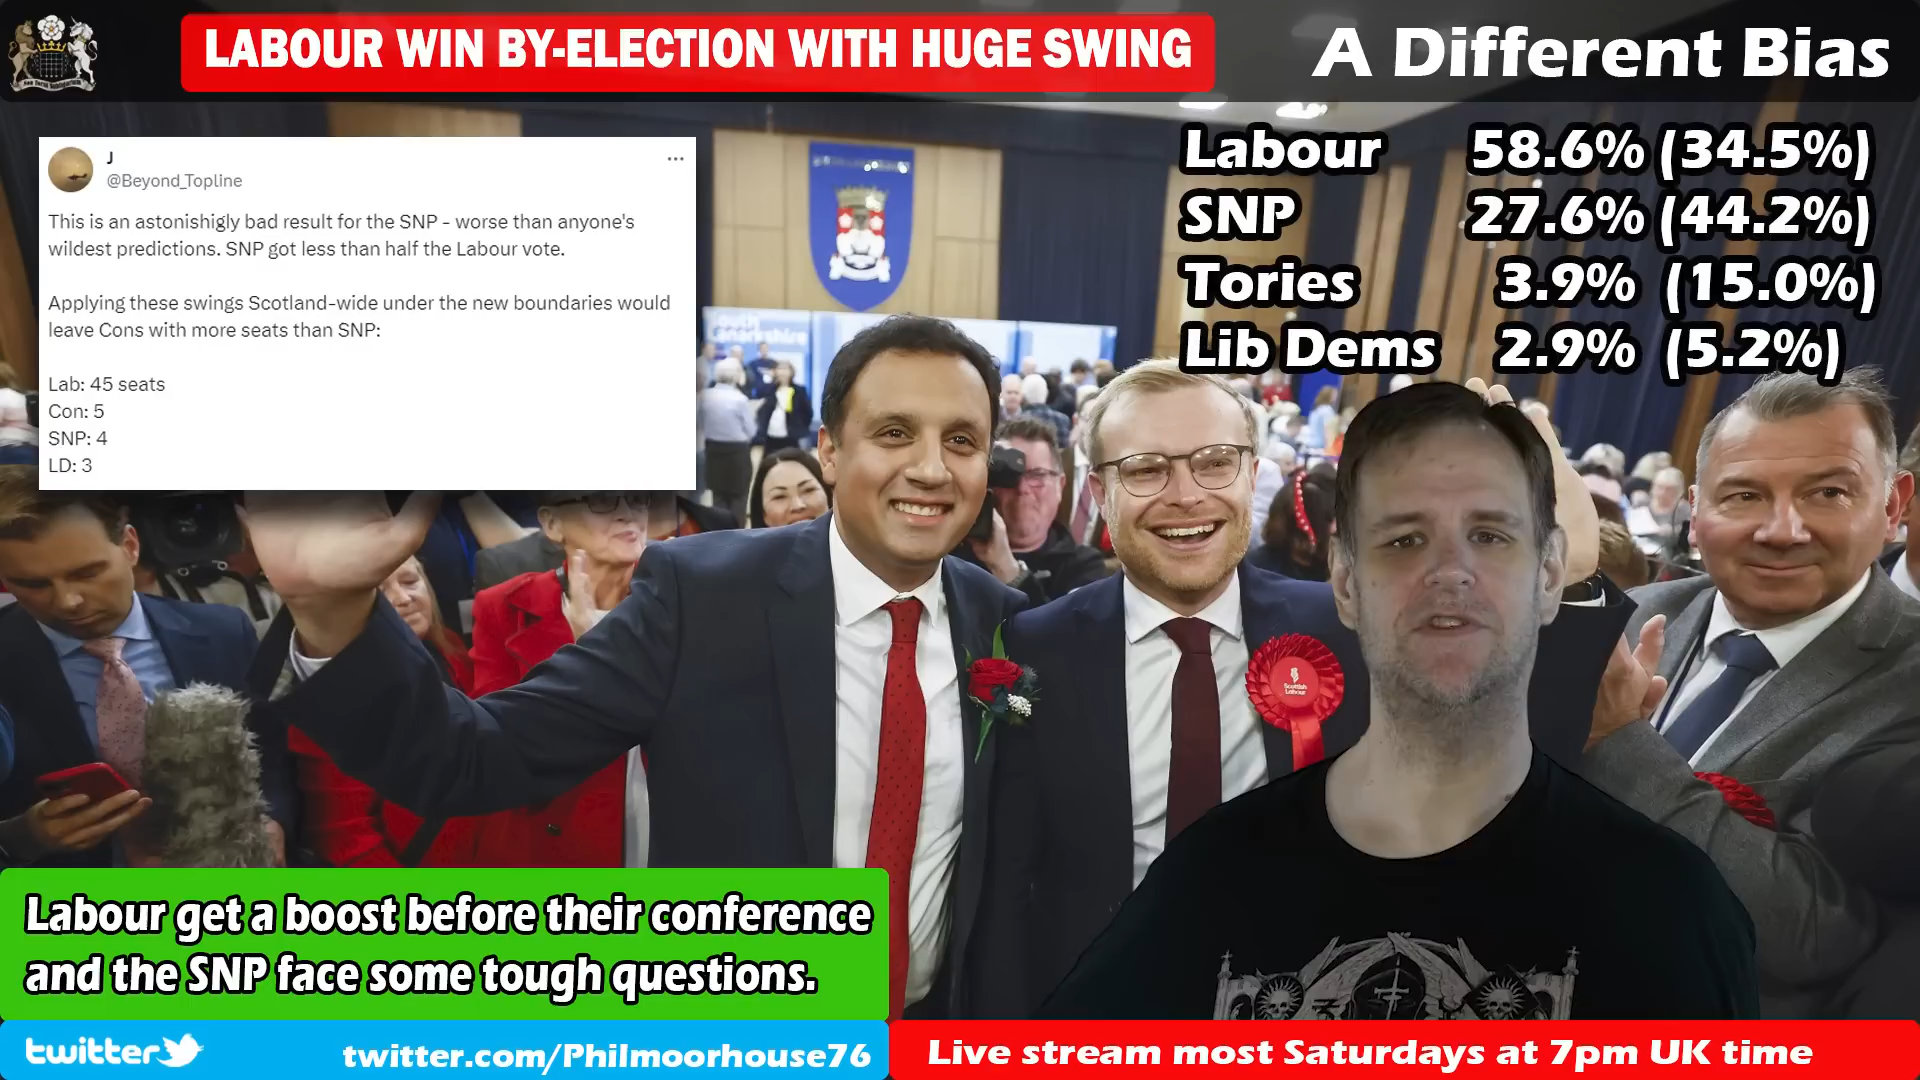 LABOUR WIN BY-ELECTION WITH HUGE SWING
A Different Bias
J
@Beyond_Topline
This is an astonishigly bad result for the SNP - worse than anyone's
wildest predictions. SNP got less than half the Labour vote.
Applying these swings Scotland-wide under the new boundaries would
leave Cons with more seats than SNP:
Lab: 45 seats
Con: 5
SNP: 4
LD: 3
Labour 58.6% (34.5%)
SNP 27.6% (44.2%)
Tories 3.9% (15.0%)
Lib Dems 2.9% (5.2%)
South
Lanarkshire
Scottish
Labour
Labour get a boost before their conference
and the SNP face some tough questions.
twitter
twitter.com/Philmoorhouse76
Live stream most Saturdays at 7pm UK time